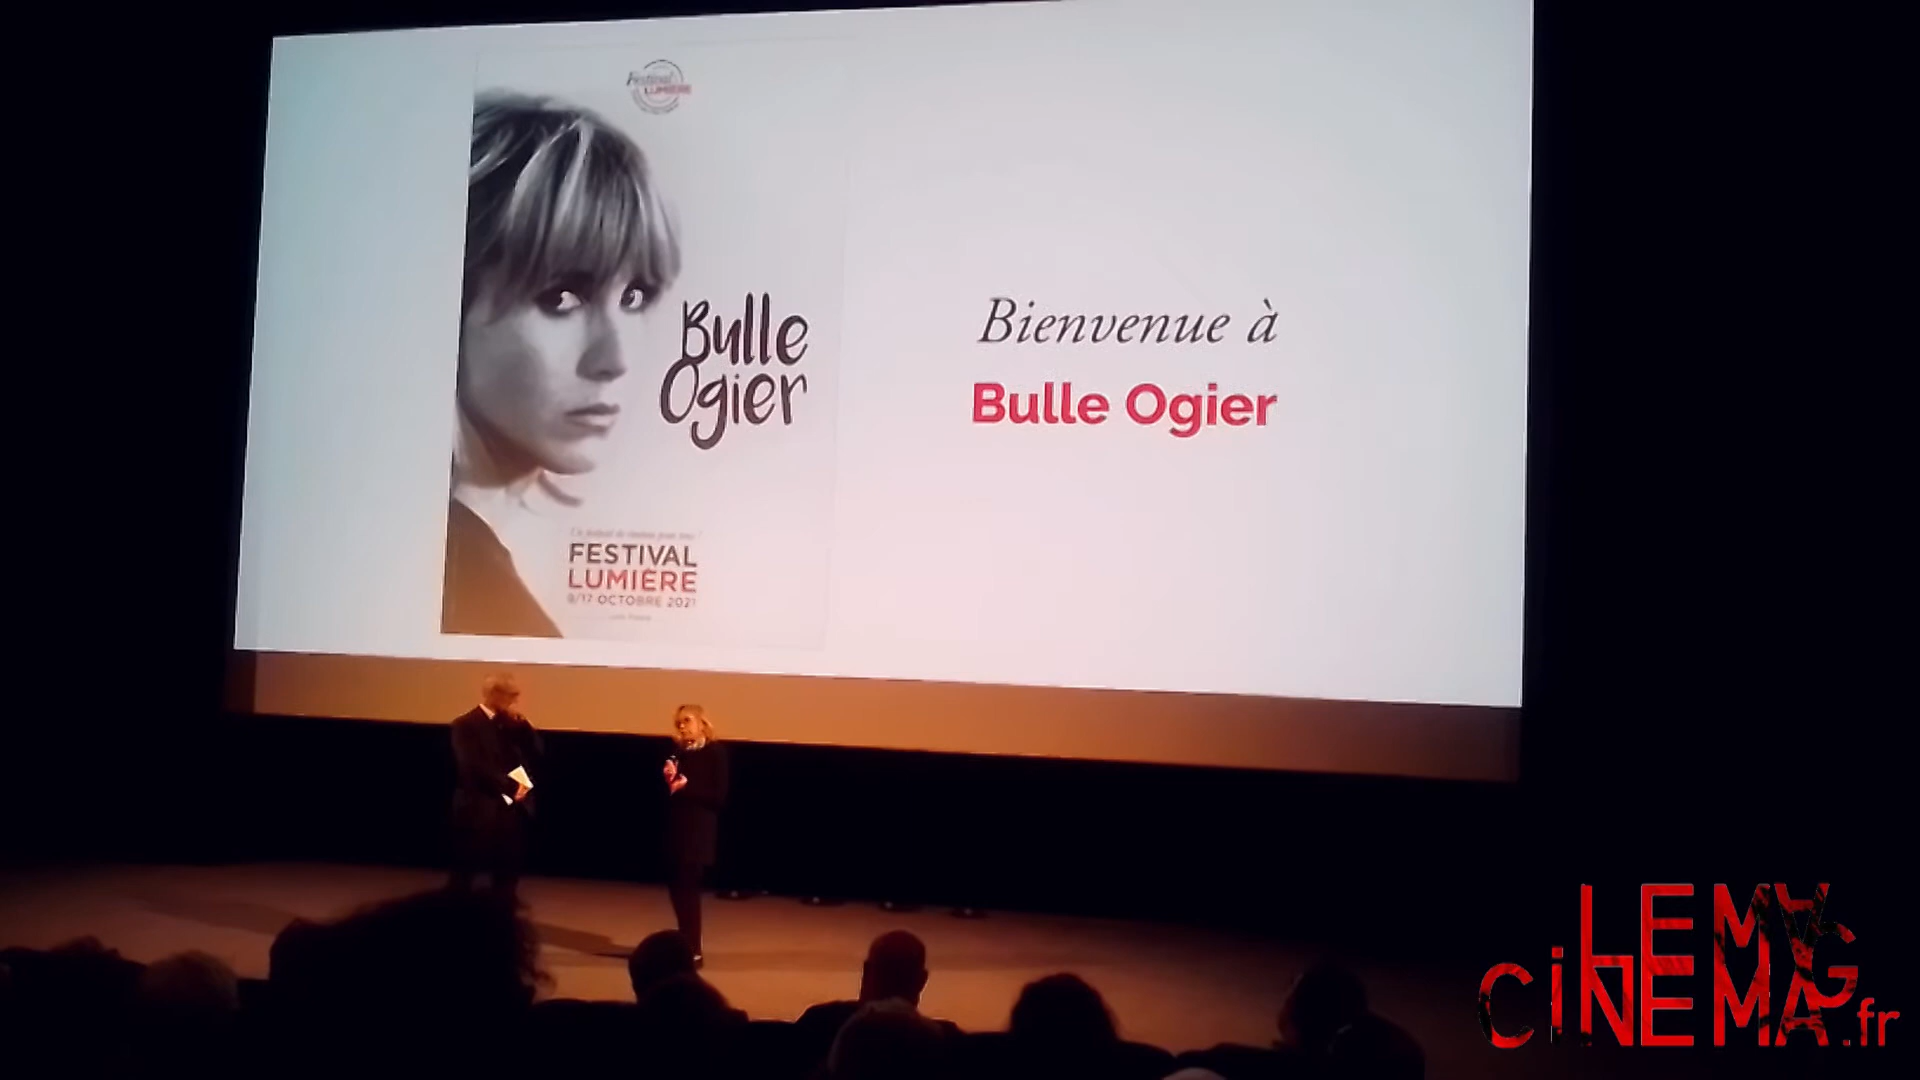 Festival
LUMIÈRE
Bulle
Ogier
Bienvenue à
Bulle Ogier
FESTIVAL
LUMIÈRE
9/17 OCTOBRE 2021
LEMAG
CiNEMA.fr